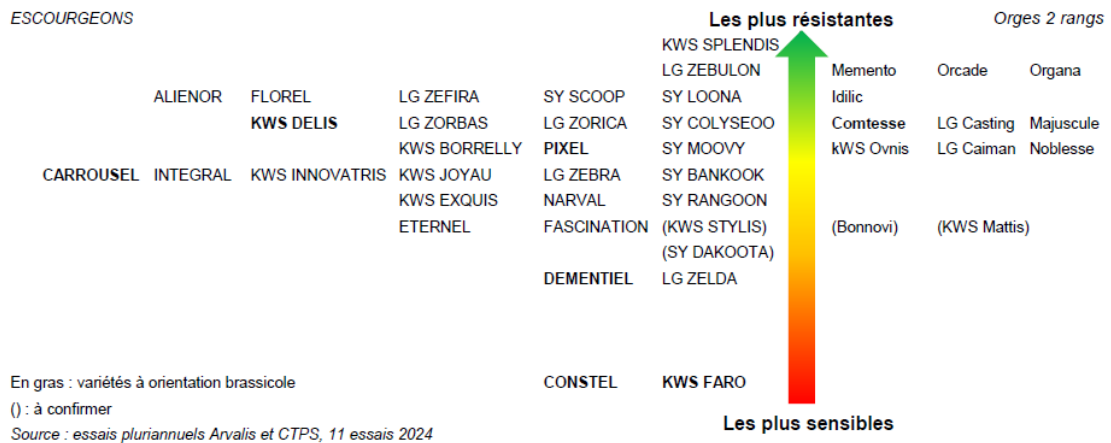 ESCOURGEONS Les plus résistantes Orges 2 rangs
KWS SPLENDIS
LG ZEBULON Memento Orcade Organa
ALIENOR FLOREL LG ZEFIRA SY SCOOP SY LOONA Idilic
KWS DELIS LG ZORBAS LG ZORICA SY COLYSEOO Comtesse LG Casting Majuscule
KWS BORRELLY PIXEL SY MOOVY kWS Ovnis LG Caiman Noblesse
CARROUSEL INTEGRAL KWS INNOVATRIS KWS JOYAU LG ZEBRA SY BANKOOK
KWS EXQUIS NARVAL SY RANGOON
ETERNEL FASCINATION (KWS STYLIS) (Bonnovi) (KWS Mattis)
(SY DAKOOTA)
DEMENTIEL LG ZELDA
En gras : variétés à orientation brassicole CONSTEL KWS FARO
() : à confirmer
Les plus sensibles
Source : essais pluriannuels Arvalis et CTPS, 11 essais 2024